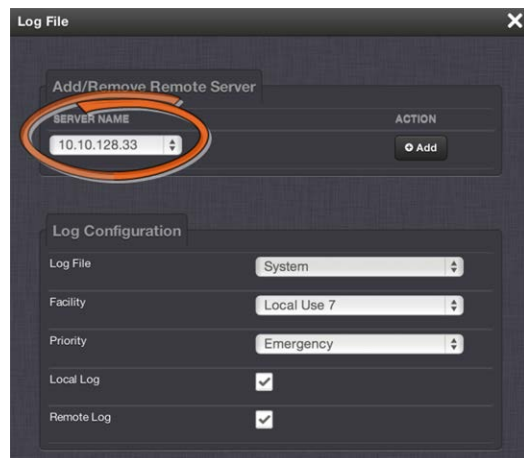 Log File
Add/Remove Remote Server
SERVER NAME ACTION
10.10.128.33 Add
Log Configuration
Log File System
Facility Local Use 7
Priority Emergency
Local Log
Remote Log